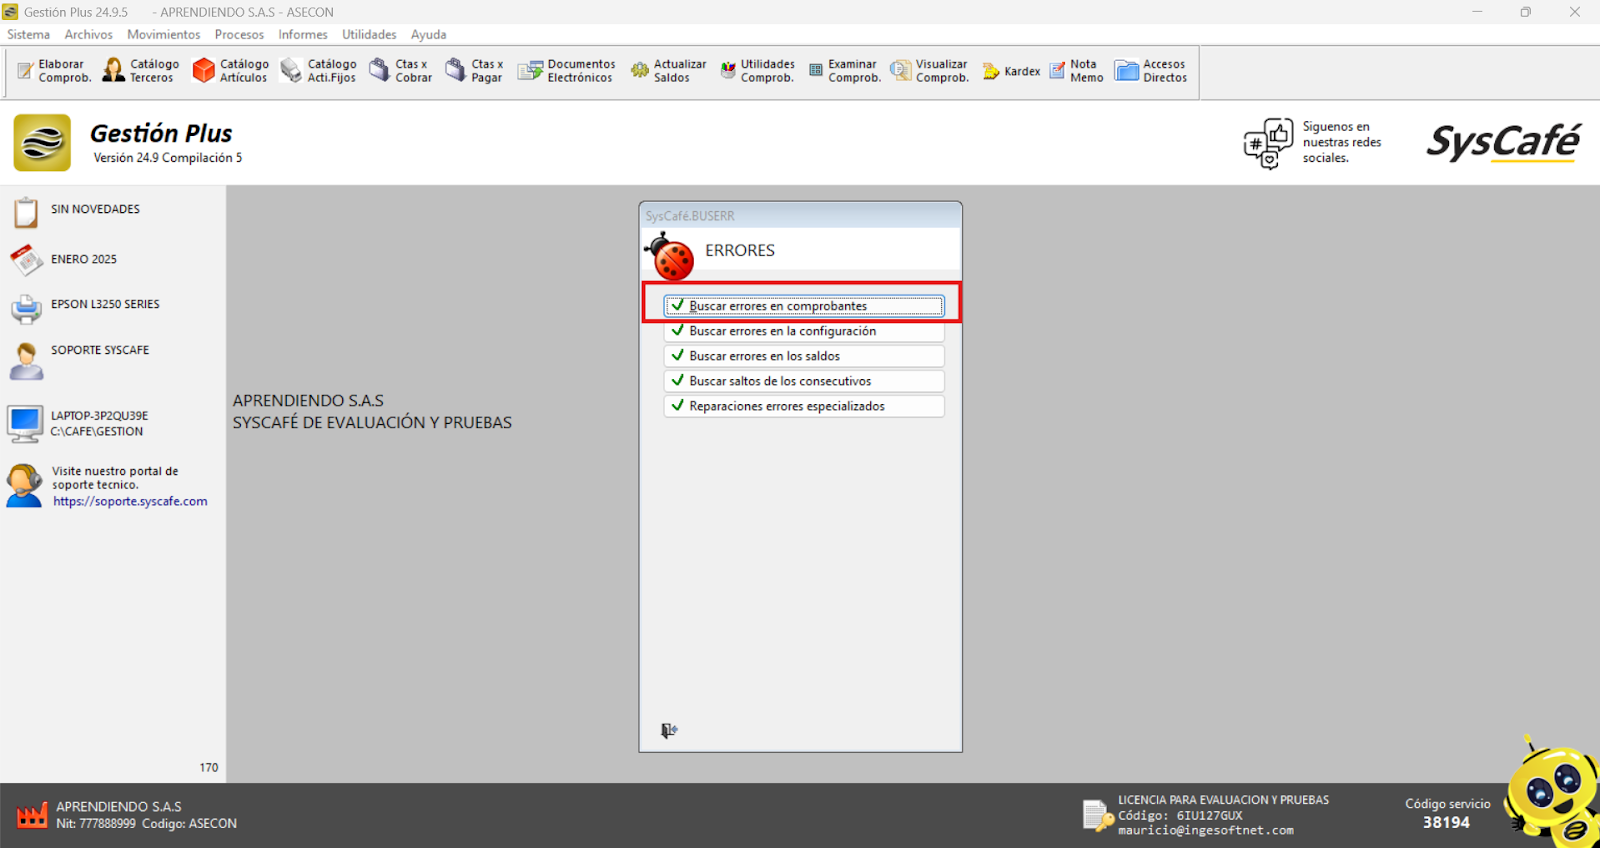 Gestión Plus 24.9.5 - APRENDIENDO S.A.S - ASECON
Sistema Archivos Movimientos Procesos Informes Utilidades Ayuda
Elaborar Comprob.
Catálogo Terceros
Catálogo Artículos
Catálogo Acti.Fijos
Ctas x Cobrar
Ctas x Pagar
Documentos Electrónicos
Actualizar Saldos
Utilidades Comprob.
Examinar Comprob.
Visualizar Comprob.
Kardex
Nota Memo
Accesos Directos
Gestión Plus
Versión 24.9 Compilación 5
#
Siguenos en
nuestras redes
sociales.
SysCafé
SIN NOVEDADES
ENERO 2025
EPSON L3250 SERIES
SOPORTE SYSCAFE
LAPTOP-3P2QU39E
C:\CAFE\GESTION
Visite nuestro portal de
soporte tecnico.
https://soporte.syscafe.com
170
APRENDIENDO S.A.S
SYSCAFÉ DE EVALUACIÓN Y PRUEBAS
SysCafé.BUSERR
ERRORES
Buscar errores en comprobantes
Buscar errores en la configuración
Buscar errores en los saldos
Buscar saltos de los consecutivos
Reparaciones errores especializados
APRENDIENDO S.A.S
Nit: 777888999 Codigo: ASECON
LICENCIA PARA EVALUACION Y PRUEBAS
Código: 6IU127GUX
mauricio@ingesoftnet.com
Código servicio
38194